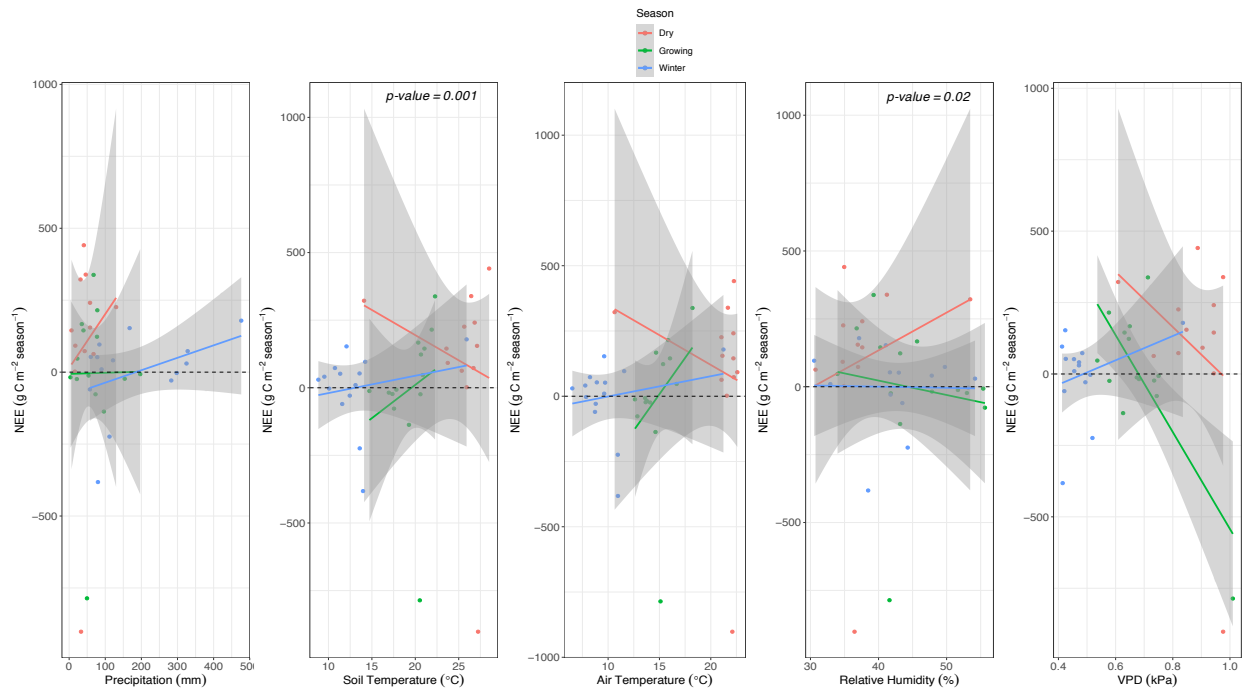 Season
Dry
Growing
Winter
NEE (g C m⁻² season⁻¹)
1000
500
0
−500
0 100 200 300 400 500
Precipitation (mm)
NEE (g C m⁻² season⁻¹)
p-value = 0.001
1000
500
0
−500
10 15 20 25
Soil Temperature (°C)
NEE (g C m⁻² season⁻¹)
1000
500
0
−500
−1000
10 15 20
Air Temperature (°C)
NEE (g C m⁻² season⁻¹)
p-value = 0.02
1000
500
0
−500
30 40 50
Relative Humidity (%)
NEE (g C m⁻² season⁻¹)
1000
500
0
−500
0.4 0.6 0.8 1.0
VPD (kPa)